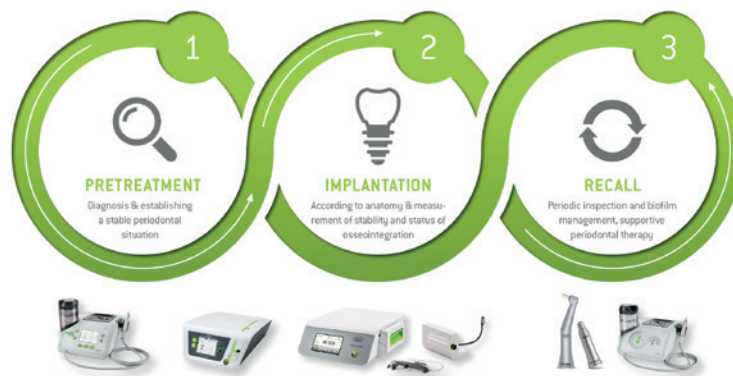 1
PRETREATMENT
Diagnosis & establishing
a stable periodontal
situation
2
IMPLANTATION
According to anatomy & measu-
rement of stability and status of
osseointegration
3
RECALL
Periodic inspection and biofilm
management, supportive
periodontal therapy